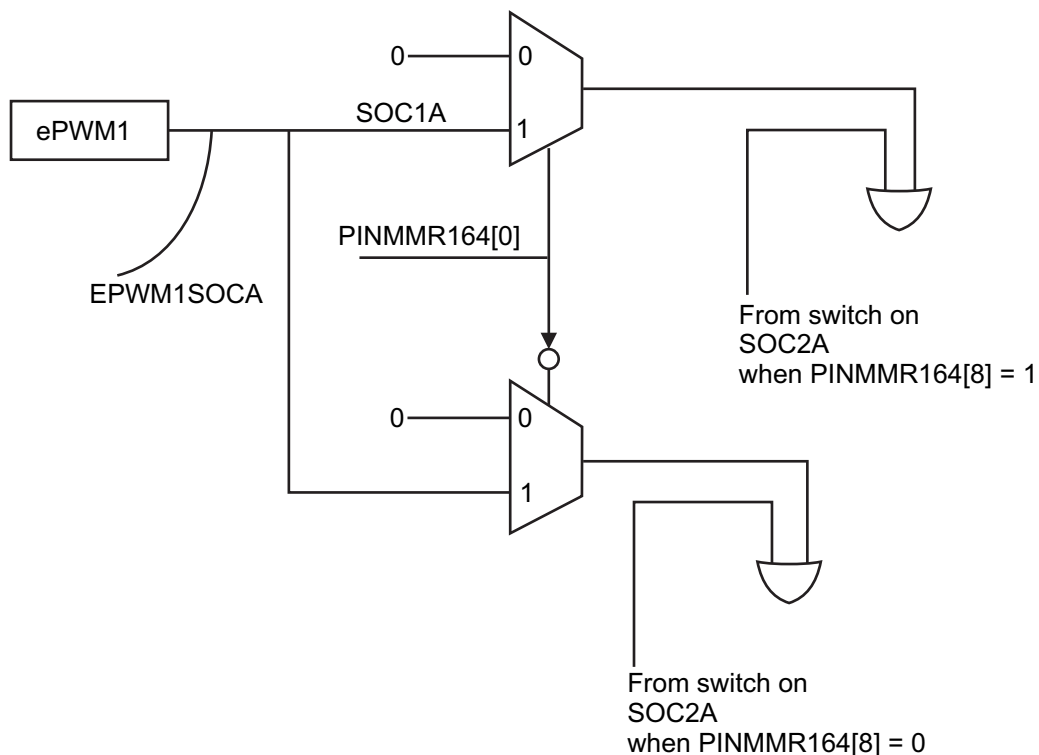 0
0
ePWM1
SOC1A
1
PINMMR164[0]
EPWM1SOCA
From switch on
SOC2A
when PINMMR164[8] = 1
0
0
1
From switch on
SOC2A
when PINMMR164[8] = 0